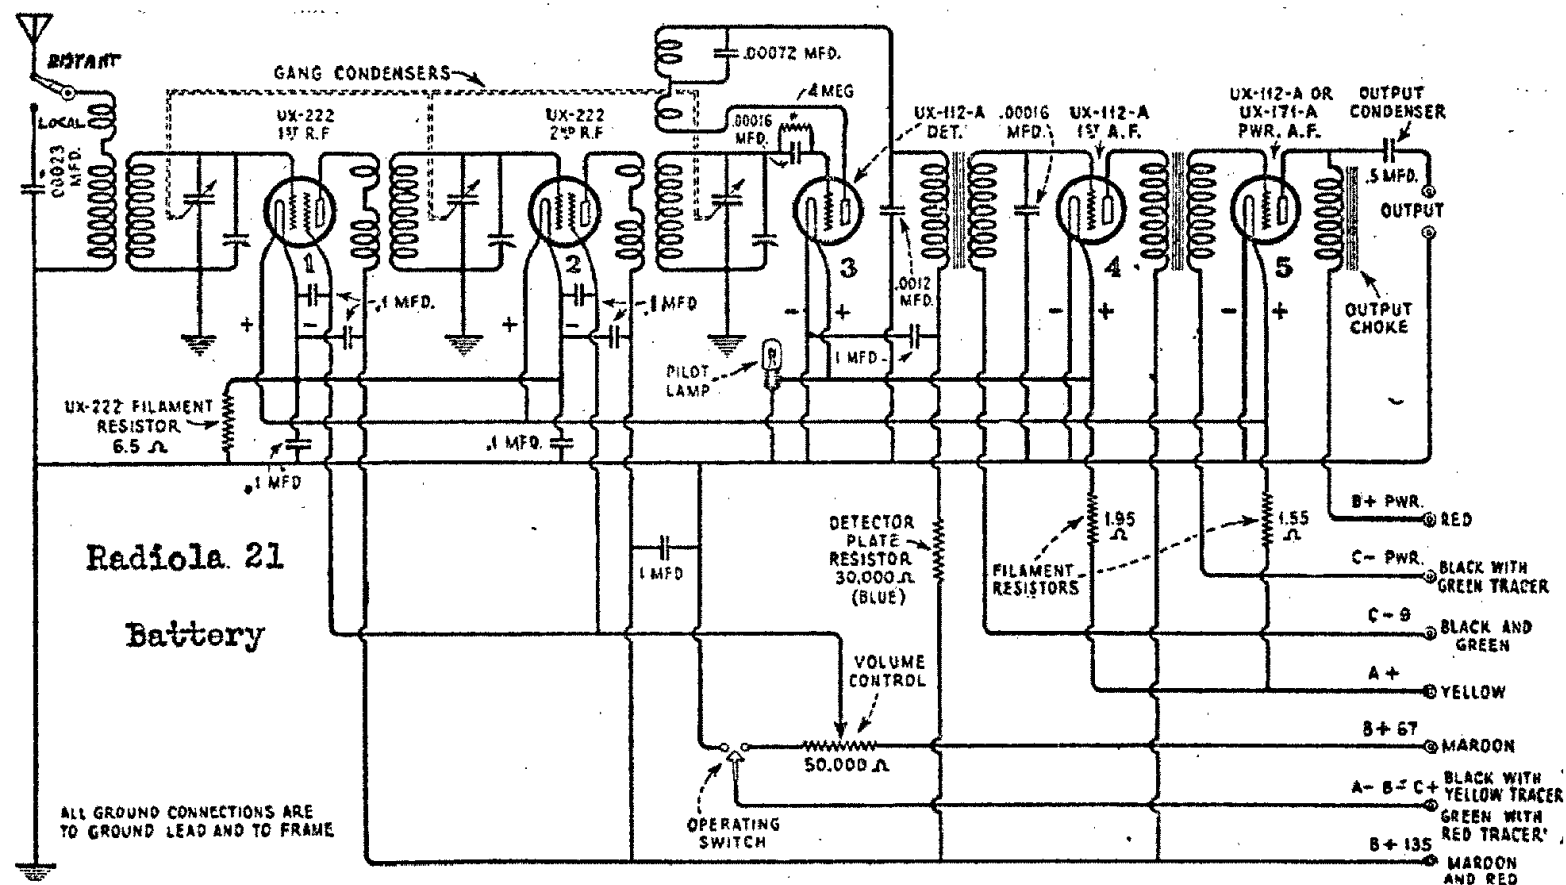 DISTANT
LOCAL
.00023 MFD.
GANG CONDENSERS
UX-222
1ST R.F
UX-222
2ND R.F
.00072 MFD.
.4 MEG
.00016
MFD.
UX-112-A
DET.
.00016
MFD.
UX-112-A
1ST A.F.
UX-112-A OR
UX-171-A
PWR. A.F.
OUTPUT
CONDENSER
.5 MFD.
OUTPUT
1
2
3
4
5
.1 MFD.
.1 MFD
.0012
MFD.
OUTPUT
CHOKE
+
-
+
-
-
+
-
+
-
+
1 MFD
PILOT
LAMP
UX-222 FILAMENT
RESISTOR
6.5 Ω
.1 MFD
.1 MFD.
1 MFD
DETECTOR
PLATE
RESISTOR
30,000 Ω
(BLUE)
1.95
Ω
1.55
Ω
FILAMENT
RESISTORS
Radiola 21
Battery
VOLUME
CONTROL
50,000 Ω
OPERATING
SWITCH
B+ PWR.
RED
C- PWR.
BLACK WITH
GREEN TRACER
C-9
BLACK AND
GREEN
A+
YELLOW
B+67
MAROON
A- B- C+
BLACK WITH
YELLOW TRACER
GREEN WITH
RED TRACER
B+135
MAROON
AND RED
ALL GROUND CONNECTIONS ARE
TO GROUND LEAD AND TO FRAME